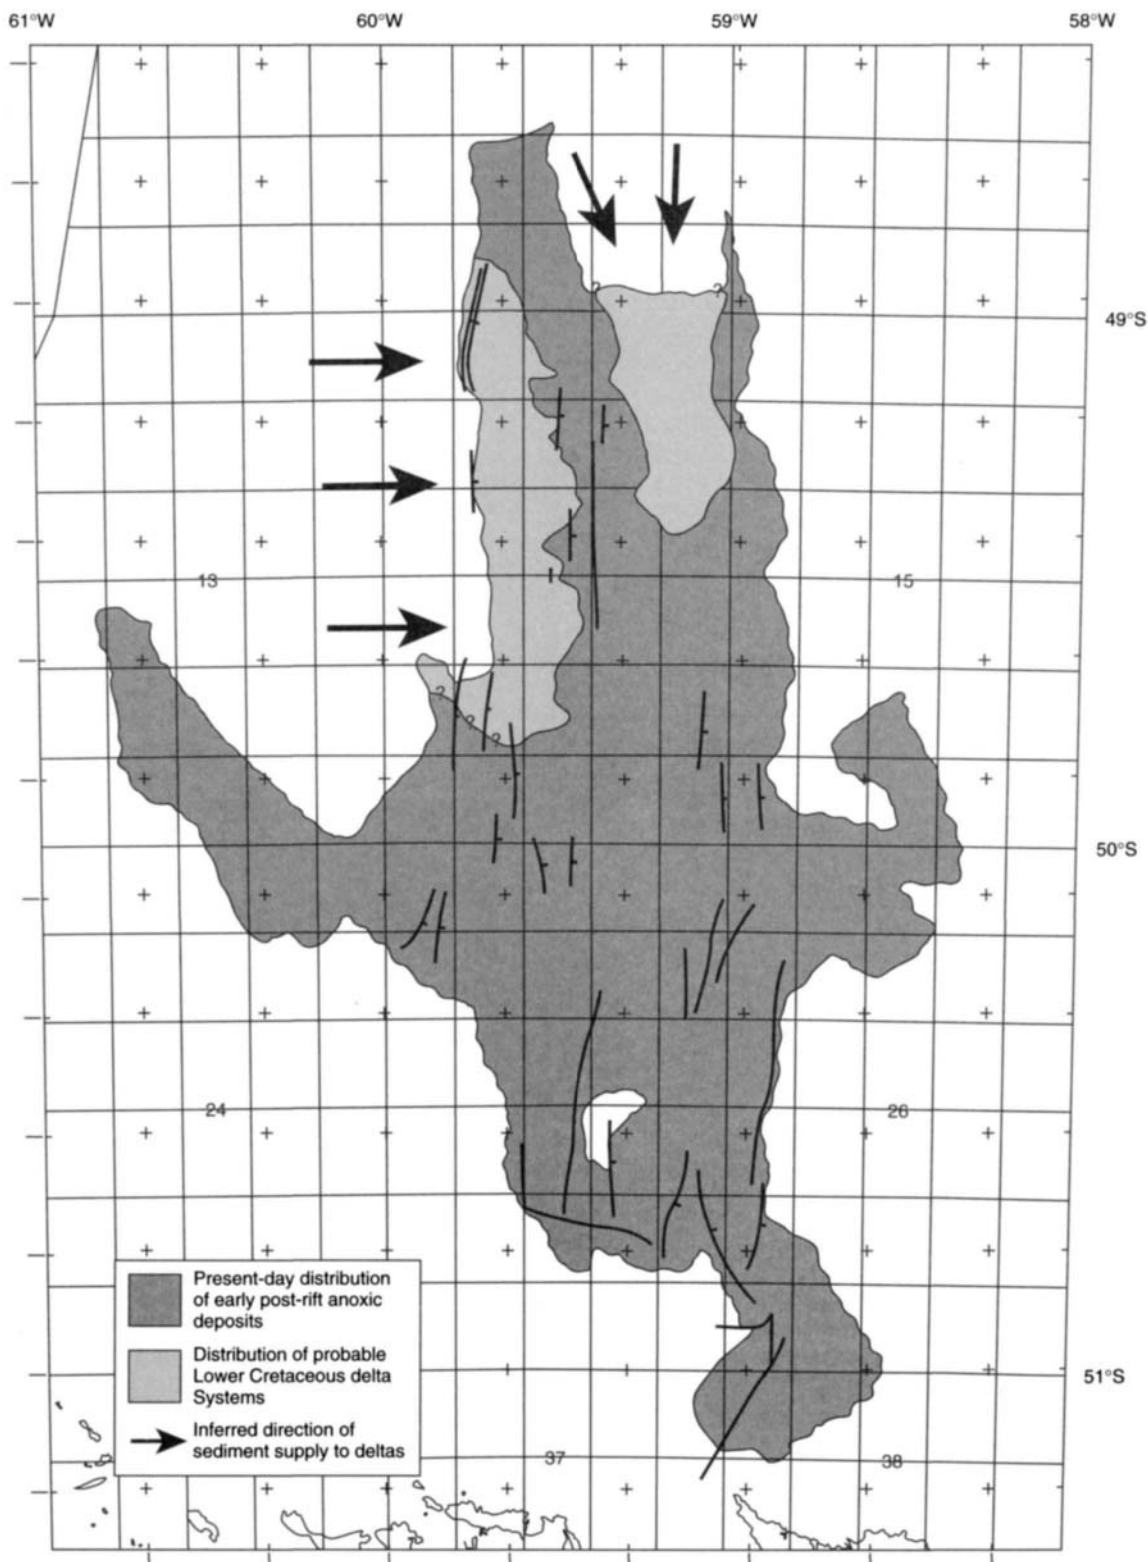 61°W 60°W 59°W 58°W
? ?
49°S
13 15
?
?
?
50°S
24 26
Present-day distribution
of early post-rift anoxic
deposits
Distribution of probable
Lower Cretaceous delta
Systems
51°S
Inferred direction of
sediment supply to deltas
37 38